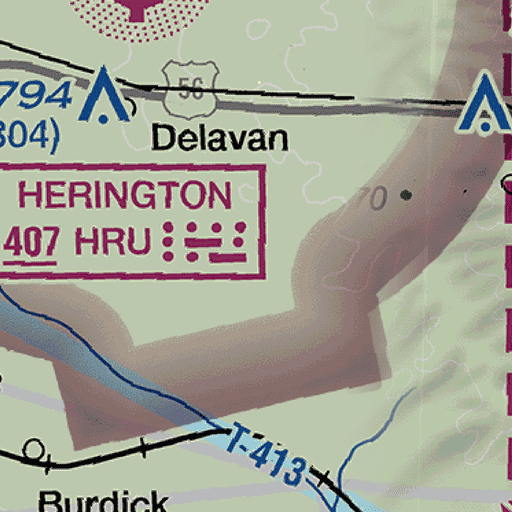 56
794
304)
Delavan
HERINGTON
407 HRU
70
T-413
Burdick